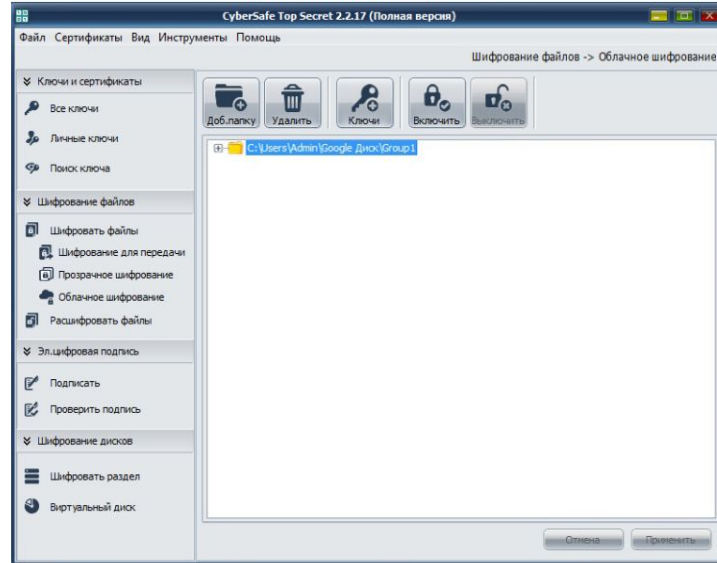 CyberSafe Top Secret 2.2.17 (Полная версия)
Файл Сертификаты Вид Инструменты Помощь
Шифрование файлов -> Облачное шифрование
Ключи и сертификаты
Все ключи
Личные ключи
Поиск ключа
Шифрование файлов
Шифровать файлы
Шифрование для передачи
Прозрачное шифрование
Облачное шифрование
Расшифровать файлы
Эл.цифровая подпись
Подписать
Проверить подпись
Шифрование дисков
Шифровать раздел
Виртуальный диск
Доб.папку Удалить Ключи Включить Выключить
C:\Users\Admin\Google Диск\Group1
Отмена Применить